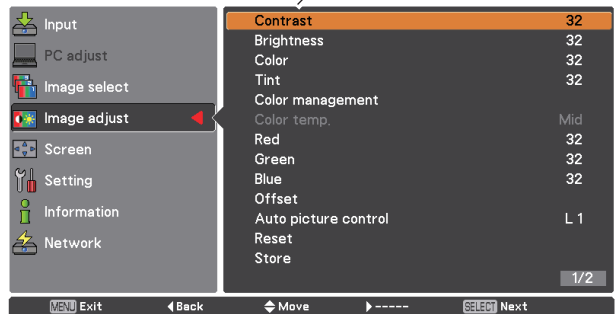 Input
PC adjust
Image select
Image adjust
Screen
Setting
Information
Network
Contrast 32
Brightness 32
Color 32
Tint 32
Color management
Color temp. Mid
Red 32
Green 32
Blue 32
Offset
Auto picture control L 1
Reset
Store
1/2
MENU Exit Back Move ----- SELECT Next